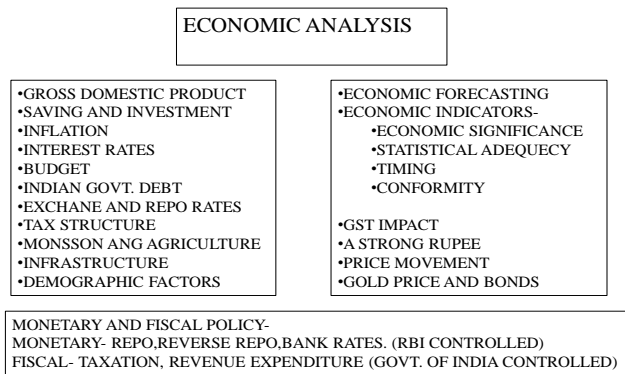 ECONOMIC ANALYSIS
•GROSS DOMESTIC PRODUCT
•SAVING AND INVESTMENT
•INFLATION
•INTEREST RATES
•BUDGET
•INDIAN GOVT. DEBT
•EXCHANE AND REPO RATES
•TAX STRUCTURE
•MONSSON ANG AGRICULTURE
•INFRASTRUCTURE
•DEMOGRAPHIC FACTORS
•ECONOMIC FORECASTING
•ECONOMIC INDICATORS-
•ECONOMIC SIGNIFICANCE
•STATISTICAL ADEQUECY
•TIMING
•CONFORMITY
•GST IMPACT
•A STRONG RUPEE
•PRICE MOVEMENT
•GOLD PRICE AND BONDS
MONETARY AND FISCAL POLICY-
MONETARY- REPO,REVERSE REPO,BANK RATES. (RBI CONTROLLED)
FISCAL- TAXATION, REVENUE EXPENDITURE (GOVT. OF INDIA CONTROLLED)